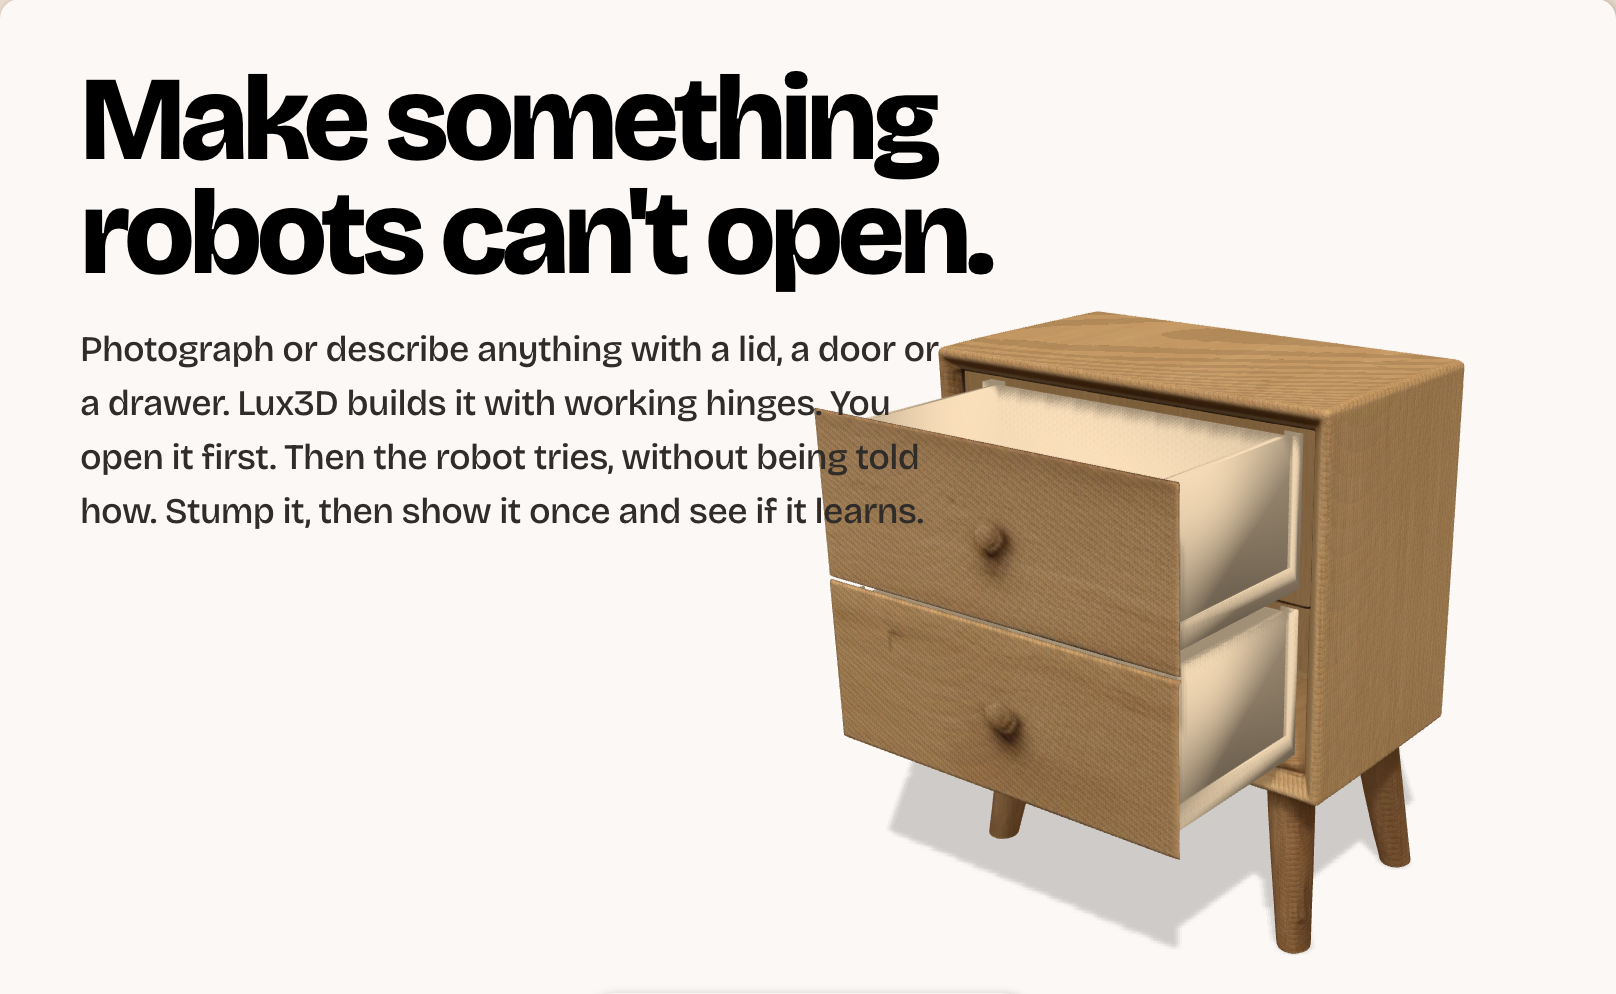 Make something
robots can't open.
Photograph or describe anything with a lid, a door or
a drawer. Lux3D builds it with working hinges. You
open it first. Then the robot tries, without being told
how. Stump it, then show it once and see if it learns.